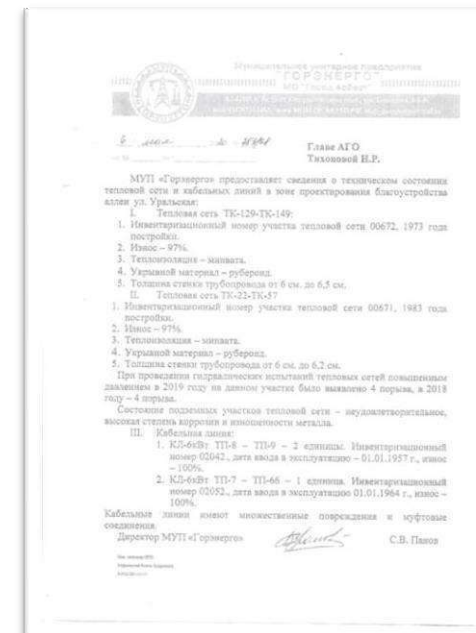 Муниципальное унитарное предприятие
"ГОРЭНЕРГО"
МО "Город
6 июля
Главе АГО
Тихоновой И.Р.
МУП «Горэнерго» предоставляет сведения о техническом состоянии
тепловой сети и кабельных линий в зоне проектирования благоустройства
аллеи ул. Уральская:
I. Тепловая сеть ТК-129-ТК-149:
1. Инвентаризационный номер участка тепловой сети 00672, 1973 года
постройки.
2. Износ – 97%.
3. Теплоизоляция – минвата.
4. Укрывной материал – рубероид.
5. Толщина стенки трубопровода от 6 см. до 6,5 см.
II. Тепловая сеть ТК-22-ТК-57
1. Инвентаризационный номер участка тепловой сети 00671, 1983 года
постройки.
2. Износ – 97%.
3. Теплоизоляция – минвата.
4. Укрывной материал – рубероид.
5. Толщина стенки трубопровода от 6 см. до 6,2 см.
При проведении гидравлических испытаний тепловых сетей повышенным
давлением в 2019 году на данном участке было выявлено 4 порыва, в 2018
году – 4 порыва.
Состояние подземных участков тепловой сети – неудовлетворительное,
высокая степень коррозии и изношенности металла.
III. Кабельная линия:
1. КЛ-6кВт ТП-8 – ТП-9 – 2 единицы. Инвентаризационный
номер 02042., дата ввода в эксплуатацию – 01.01.1957 г., износ
– 100%.
2. КЛ-6кВт ТП-7 – ТП-66 – 1 единица. Инвентаризационный
номер 02052., дата ввода в эксплуатацию 01.01.1964 г., износ –
100%.
Кабельные линии имеют множественные повреждения и муфтовые
соединения.
Директор МУП «Горэнерго» С.В. Панов